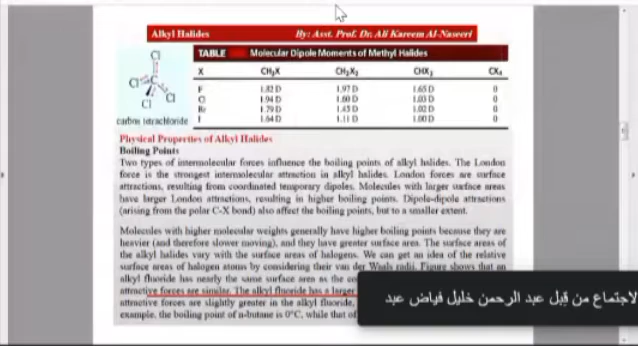 Alkyl Halides By: Asst. Prof. Dr. Ali Kareem Al-Naseeri
TABLE Molecular Dipole Moments of Methyl Halides
X CH₃X CH₂X₂ CHX₃ CX₄
F 1.82 D 1.97 D 1.65 D 0
Cl 1.94 D 1.60 D 1.03 D 0
Br 1.79 D 1.45 D 1.02 D 0
I 1.64 D 1.11 D 1.00 D 0
Cl
Cl C
Cl
Cl
carbon tetrachloride
Physical Properties of Alkyl Halides
Boiling Points
Two types of intermolecular forces influence the boiling points of alkyl halides. The London
force is the strongest intermolecular attraction in alkyl halides. London forces are surface
attractions, resulting from coordinated temporary dipoles. Molecules with larger surface areas
have larger London attractions, resulting in higher boiling points. Dipole-dipole attractions
(arising from the polar C-X bond) also affect the boiling points, but to a smaller extent.
Molecules with higher molecular weights generally have higher boiling points because they are
heavier (and therefore slower moving), and they have greater surface area. The surface areas of
the alkyl halides vary with the surface areas of halogens. We can get an idea of the relative
surface areas of halogen atoms by considering their van der Waals radii. Figure shows that an
alkyl fluoride has nearly the same surface area as the
attractive forces are similar. The alkyl fluoride has a larger
attractive forces are slightly greater in the alkyl fluoride.
example, the boiling point of n-butane is 0°C, while that of
لاجتماع من قبل عبد الرحمن خليل فياض عبد